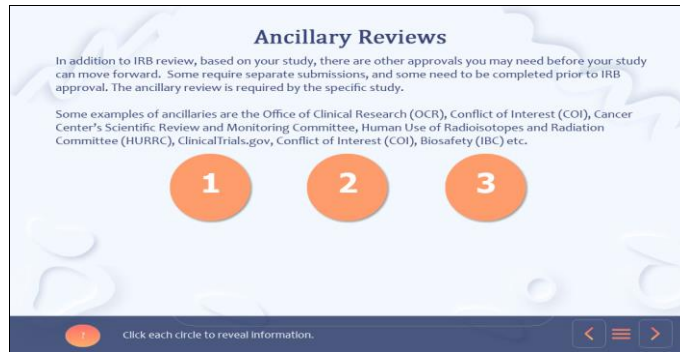 Ancillary Reviews
In addition to IRB review, based on your study, there are other approvals you may need before your study
can move forward.  Some require separate submissions, and some need to be completed prior to IRB
approval. The ancillary review is required by the specific study.
Some examples of ancillaries are the Office of Clinical Research (OCR), Conflict of Interest (COI), Cancer
Center's Scientific Review and Monitoring Committee, Human Use of Radioisotopes and Radiation
Committee (HURRC), ClinicalTrials.gov, Conflict of Interest (COI), Biosafety (IBC) etc.
1 2 3
Click each circle to reveal information.